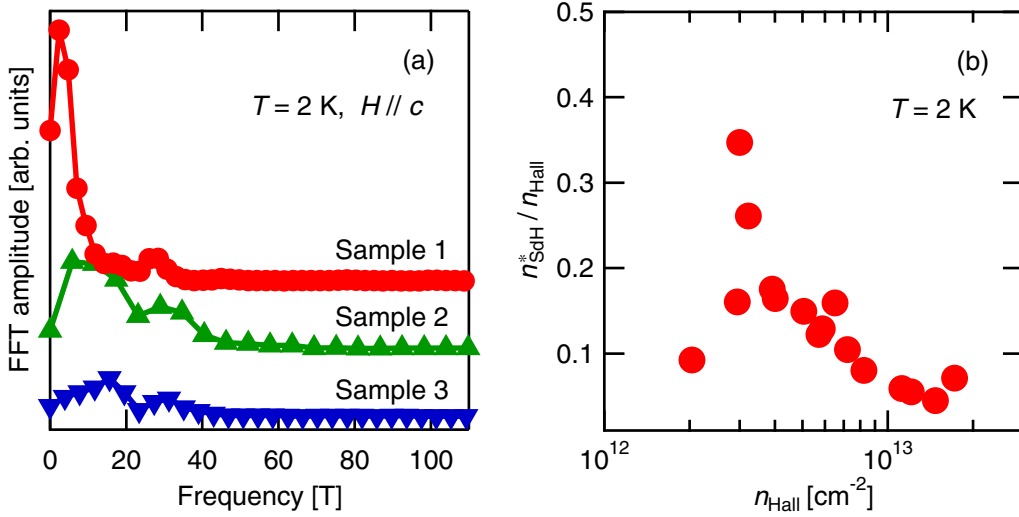 (a)
T = 2 K, H // c
Sample 1
Sample 2
Sample 3
FFT amplitude [arb. units]
0 20 40 60 80 100
Frequency [T]
(b)
T = 2 K
0.5
0.4
0.3
0.2
0.1
n*SdH / nHall
10^12 10^13
nHall [cm^-2]